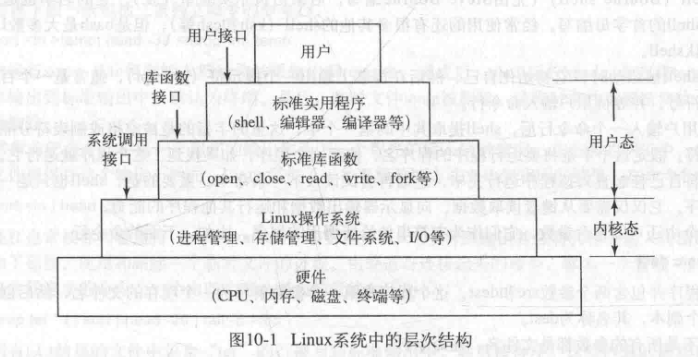 用户接口
用户
库函数
接口
标准实用程序
（shell、编辑器、编译器等）
系统调用
接口
标准库函数
（open、close、read、write、fork等）
用户态
Linux操作系统
（进程管理、存储管理、文件系统、I/O等）
内核态
硬件
（CPU、内存、磁盘、终端等）
图10-1 Linux系统中的层次结构